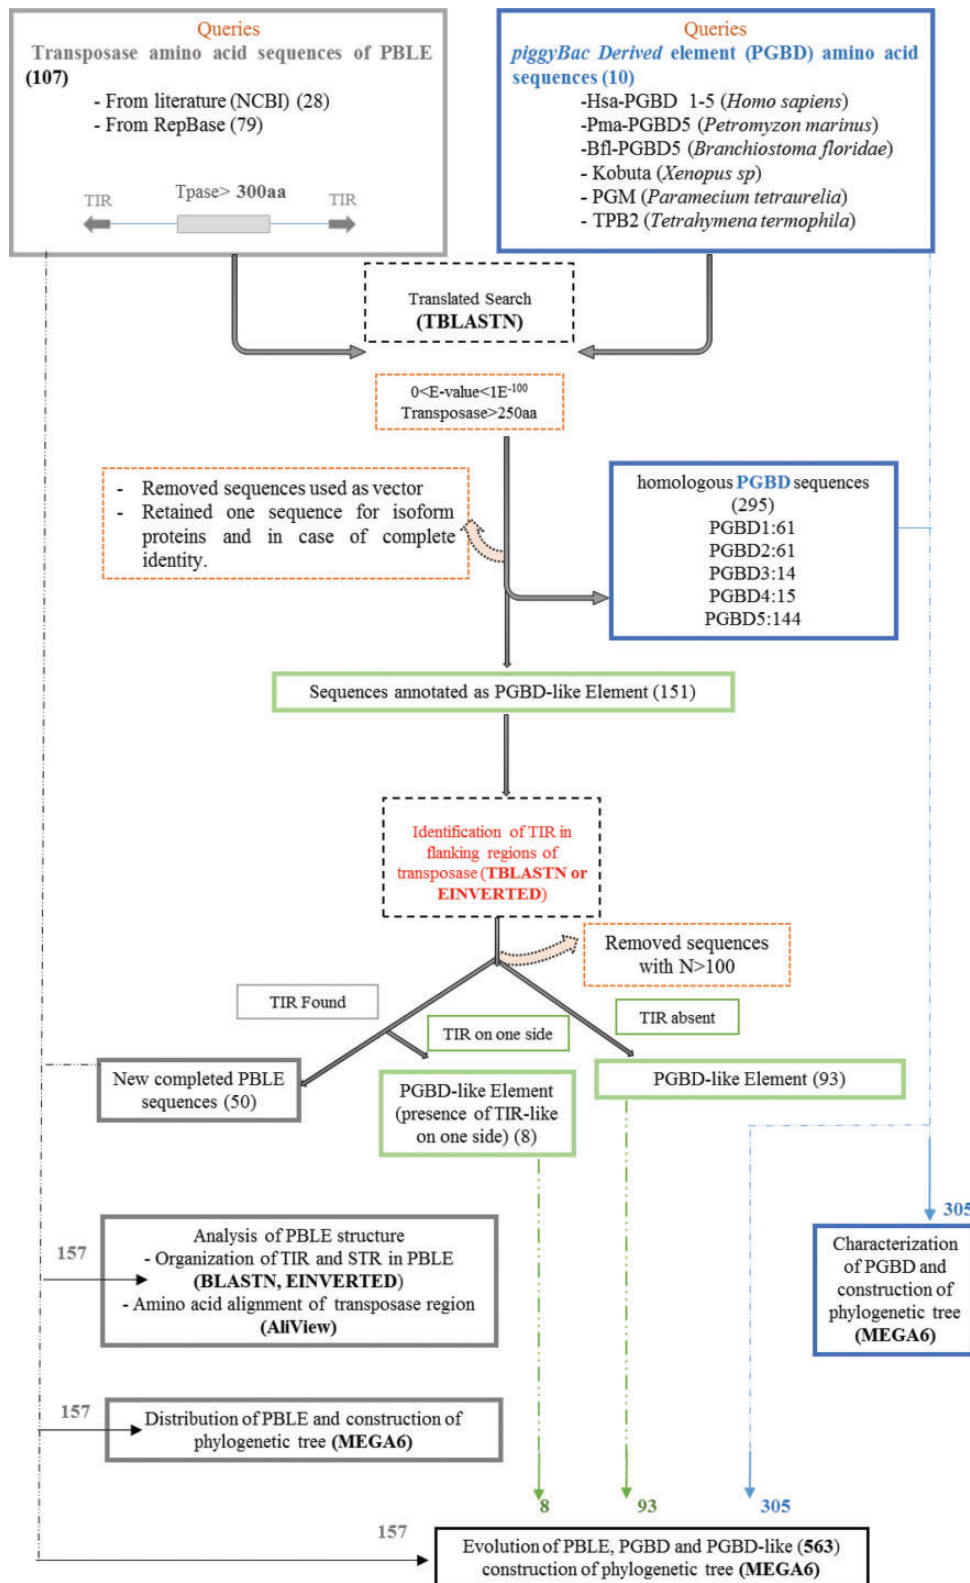 Queries
Transposase amino acid sequences of PBLE
(107)
- From literature (NCBI) (28)
- From RepBase (79)
TIR
Tpase> 300aa
TIR
Queries
piggyBac Derived element (PGBD) amino acid
sequences (10)
-Hsa-PGBD 1-5 (Homo sapiens)
-Pma-PGBD5 (Petromyzon marinus)
-Bfl-PGBD5 (Branchiostoma floridae)
- Kobuta (Xenopus sp)
- PGM (Paramecium tetraurelia)
- TPB2 (Tetrahymena termophila)
Translated Search
(TBLASTN)
0<E-value<1E-100
Transposase>250aa
- Removed sequences used as vector
- Retained one sequence for isoform
proteins and in case of complete
identity.
homologous PGBD sequences
(295)
PGBD1:61
PGBD2:61
PGBD3:14
PGBD4:15
PGBD5:144
Sequences annotated as PGBD-like Element (151)
Identification of TIR in
flanking regions of
transposase (TBLASTN or
EINVERTED)
Removed sequences
with N>100
TIR Found
TIR on one side
TIR absent
New completed PBLE
sequences (50)
PGBD-like Element
(presence of TIR-like
on one side) (8)
PGBD-like Element (93)
157
Analysis of PBLE structure
- Organization of TIR and STR in PBLE
(BLASTN, EINVERTED)
- Amino acid alignment of transposase region
(AliView)
305
Characterization
of PGBD and
construction of
phylogenetic tree
(MEGA6)
157
Distribution of PBLE and construction of
phylogenetic tree (MEGA6)
8
93
305
157
Evolution of PBLE, PGBD and PGBD-like (563)
construction of phylogenetic tree (MEGA6)